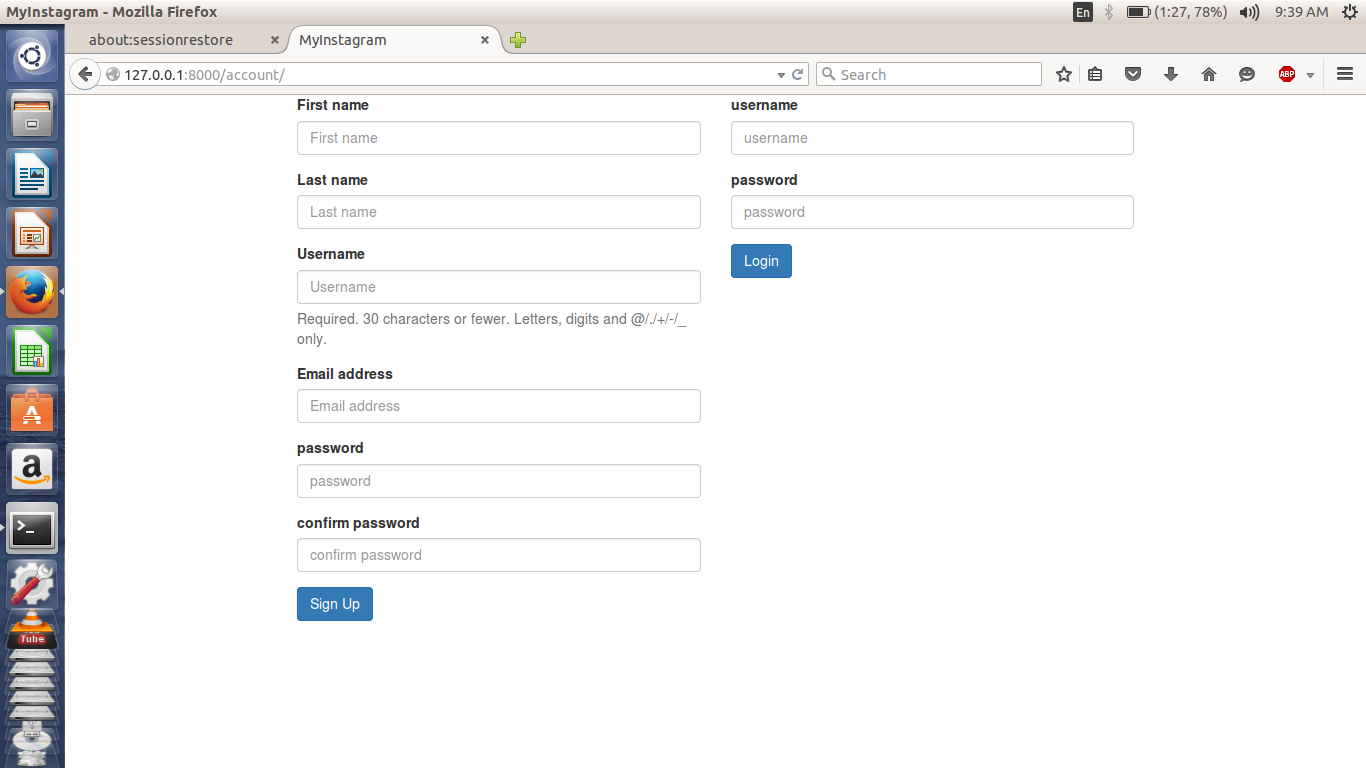 MyInstagram - Mozilla Firefox
En
(1:27, 78%)
9:39 AM
about:sessionrestore
MyInstagram
127.0.0.1:8000/account/
Search
ABP
First name
First name
Last name
Last name
Username
Username
Required. 30 characters or fewer. Letters, digits and @/./+/-/_
only.
Email address
Email address
password
password
confirm password
confirm password
Sign Up
username
username
password
password
Login
A
a
>_
Tube